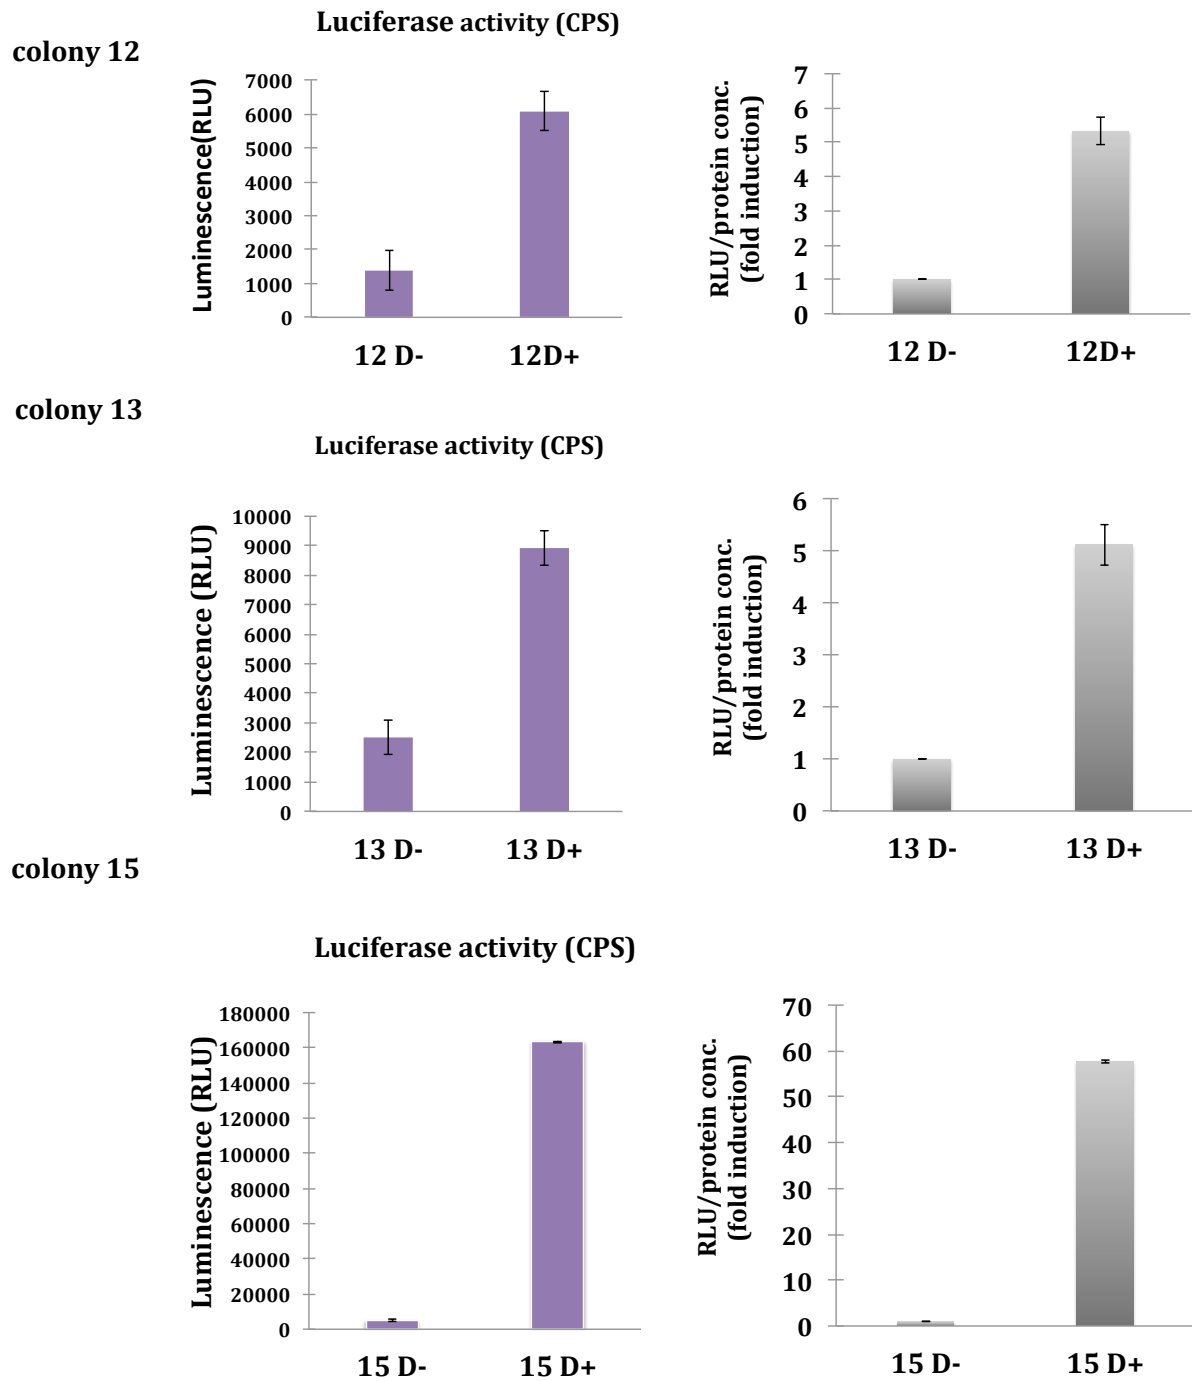 Luciferase activity (CPS)
colony 12
Luminescence(RLU)
7000
6000
5000
4000
3000
2000
1000
0
12 D-
12D+
RLU/protein conc.
(fold induction)
7
6
5
4
3
2
1
0
12 D-
12D+
colony 13
Luciferase activity (CPS)
Luminescence (RLU)
10000
9000
8000
7000
6000
5000
4000
3000
2000
1000
0
13 D-
13 D+
RLU/protein conc.
(fold induction)
6
5
4
3
2
1
0
13 D-
13 D+
colony 15
Luciferase activity (CPS)
Luminescence (RLU)
180000
160000
140000
120000
100000
80000
60000
40000
20000
0
15 D-
15 D+
RLU/protein conc.
(fold induction)
70
60
50
40
30
20
10
0
15 D-
15 D+